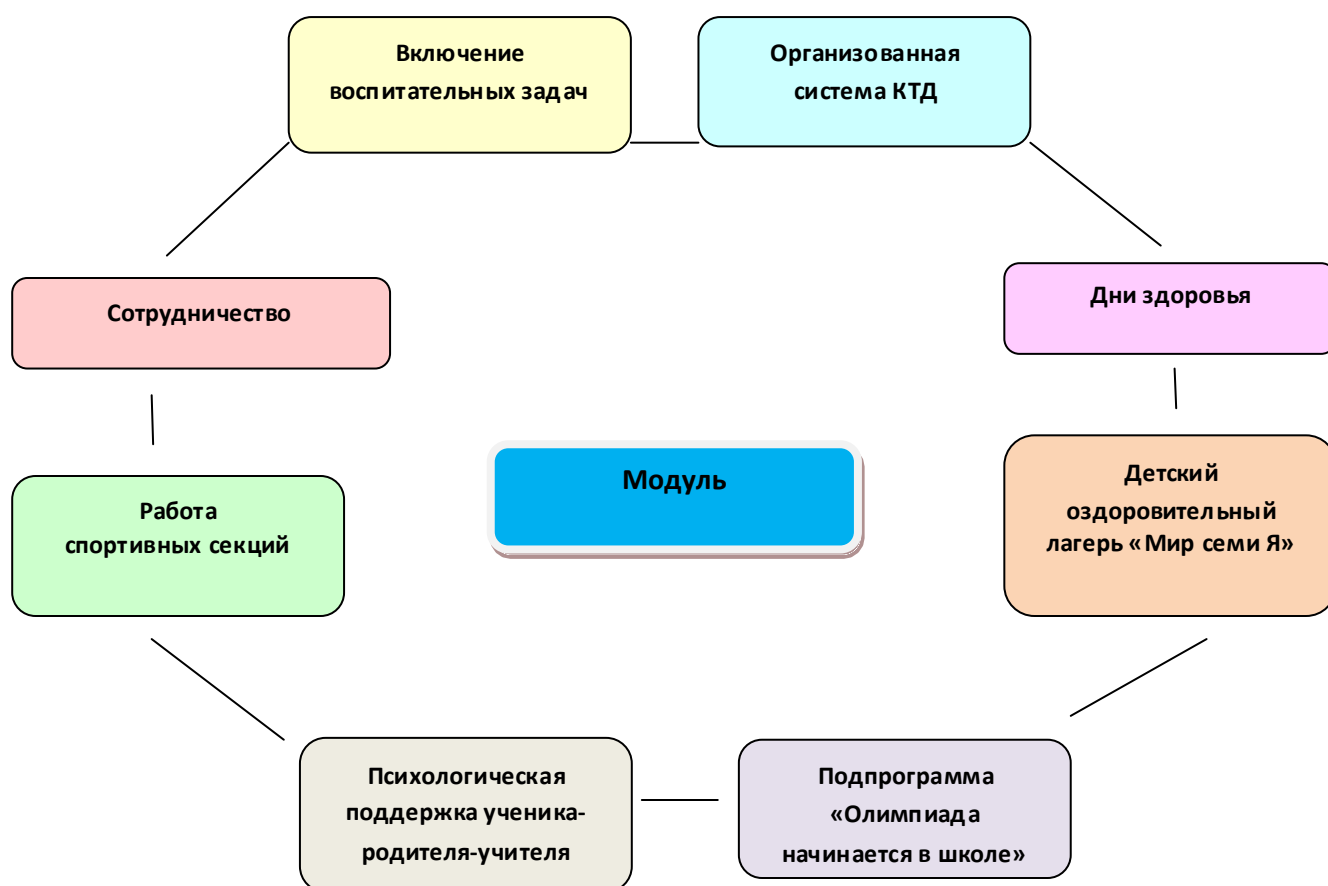 Включение
воспитательных задач
Организованная
система КТД
Сотрудничество
Дни здоровья
Работа
спортивных секций
Модуль
Детский
оздоровительный
лагерь «Мир семи Я»
Психологическая
поддержка ученика-
родителя-учителя
Подпрограмма
«Олимпиада
начинается в школе»